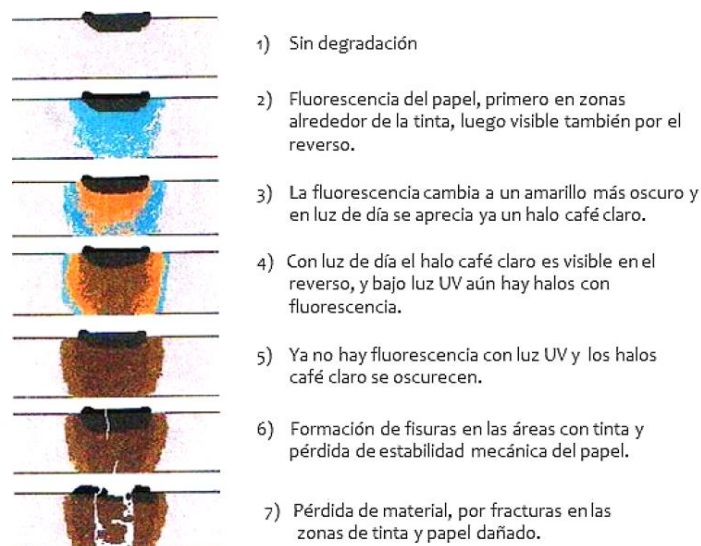 1) Sin degradación
2) Fluorescencia del papel, primero en zonas
alrededor de la tinta, luego visible también por el
reverso.
3) La fluorescencia cambia a un amarillo más oscuro y
en luz de día se aprecia ya un halo café claro.
4) Con luz de día el halo café claro es visible en el
reverso, y bajo luz UV aún hay halos con
fluorescencia.
5) Ya no hay fluorescencia con luz UV y los halos
café claro se oscurecen.
6) Formación de fisuras en las áreas con tinta y
pérdida de estabilidad mecánica del papel.
7) Pérdida de material, por fracturas en las
zonas de tinta y papel dañado.